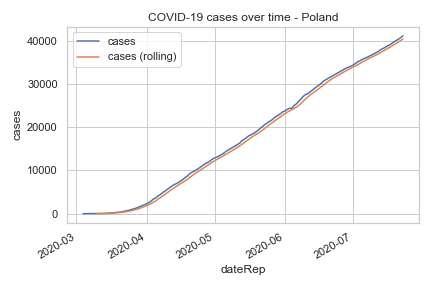 COVID-19 cases over time - Poland
cases
cases (rolling)
40000
30000
20000
10000
0
cases
2020-03
2020-04
2020-05
2020-06
2020-07
dateRep